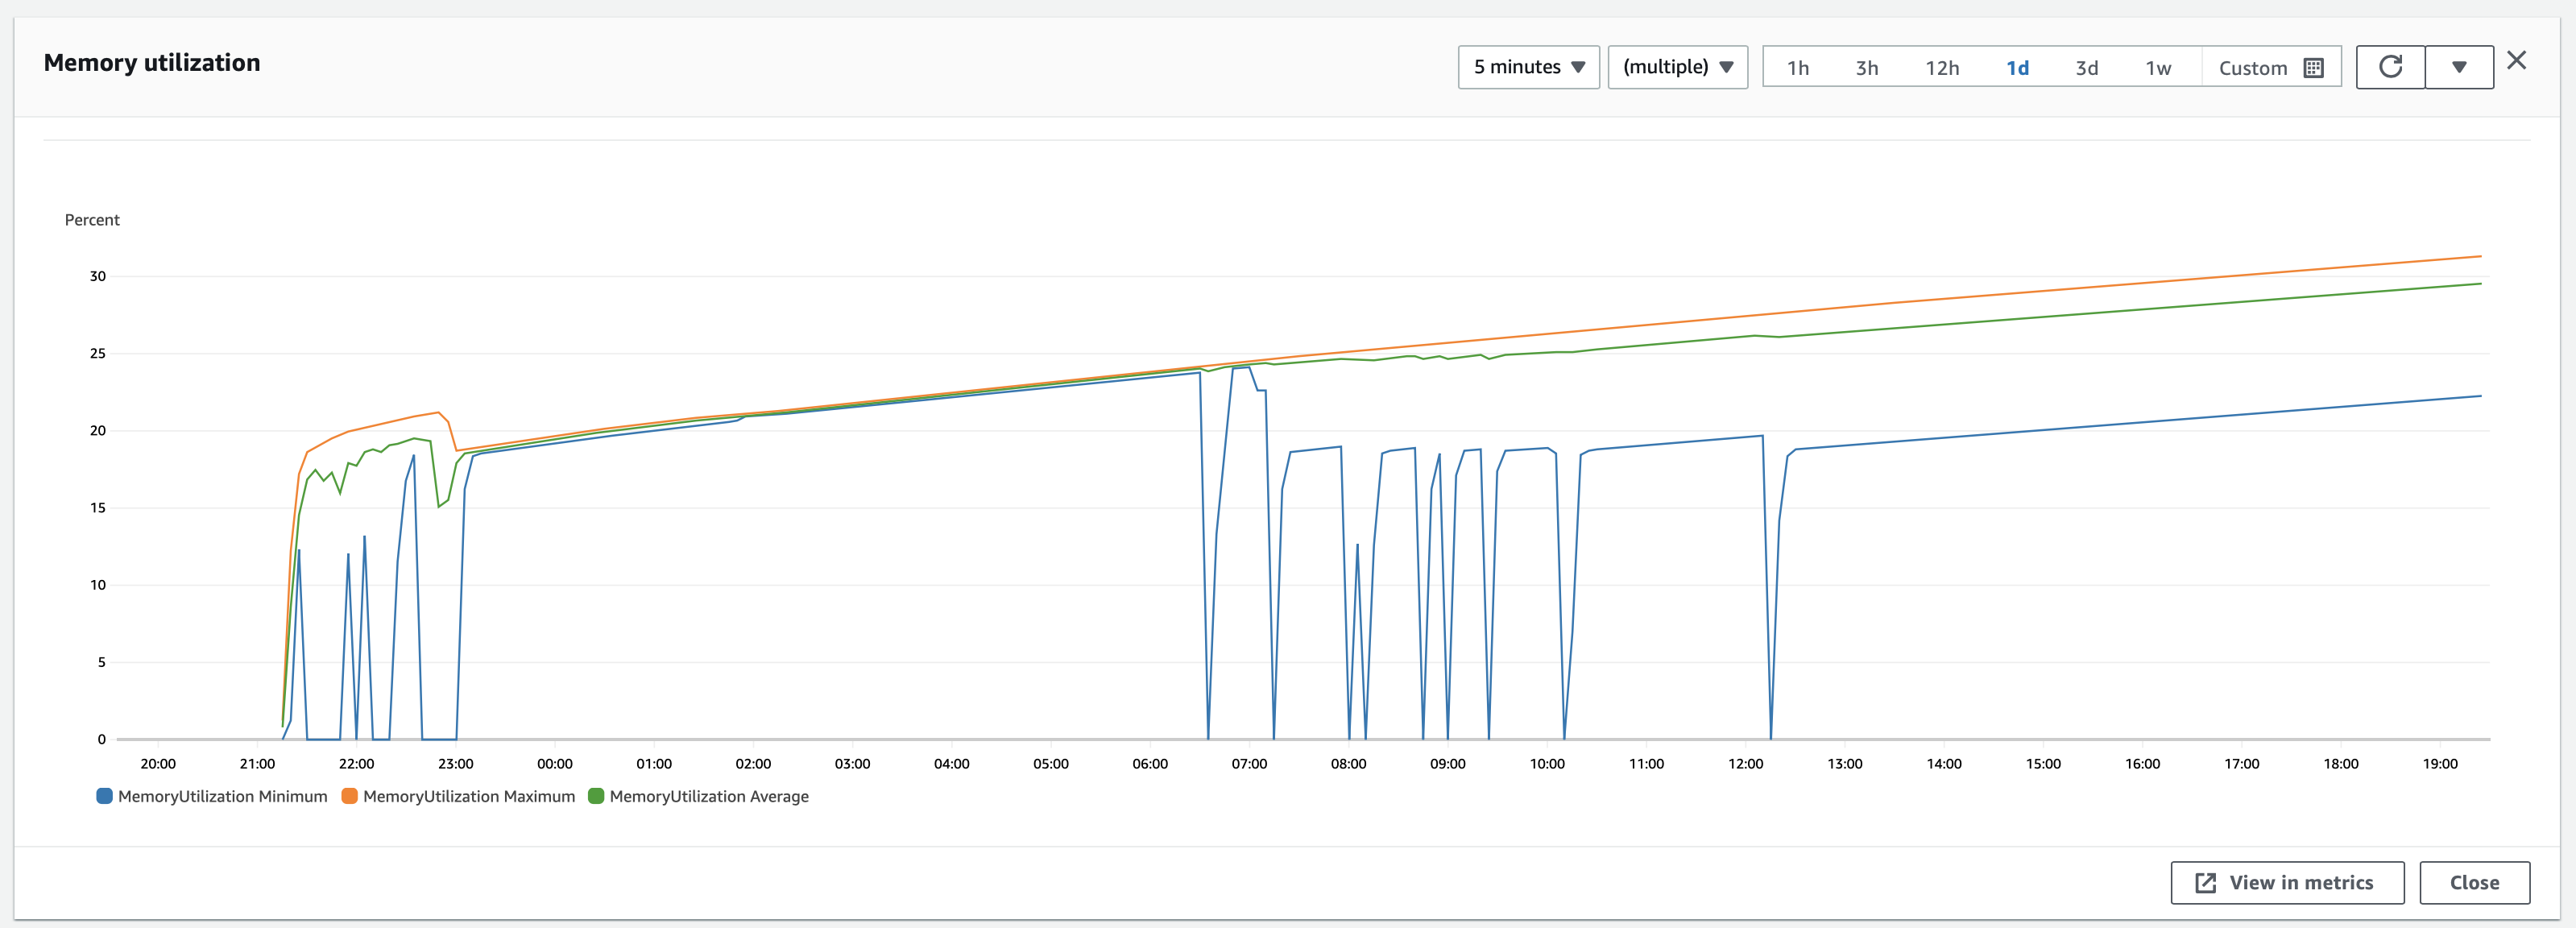 Memory utilization
5 minutes (multiple) 1h 3h 12h 1d 3d 1w Custom
Percent
30
25
20
15
10
5
0
20:00 21:00 22:00 23:00 00:00 01:00 02:00 03:00 04:00 05:00 06:00 07:00 08:00 09:00 10:00 11:00 12:00 13:00 14:00 15:00 16:00 17:00 18:00 19:00
MemoryUtilization Minimum MemoryUtilization Maximum MemoryUtilization Average
View in metrics Close